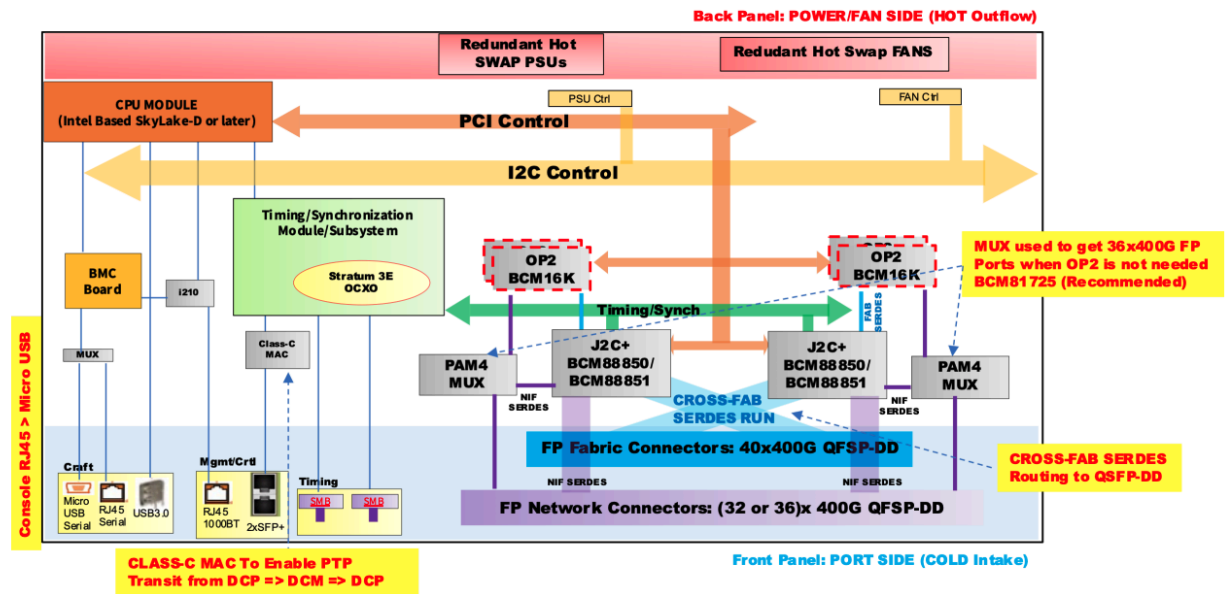 Back Panel: POWER/FAN SIDE (HOT Outflow)
Redundant Hot
SWAP PSUs
Redudant Hot Swap FANS
CPU MODULE
(Intel Based SkyLake-D or later)
PSU Ctrl
FAN Ctrl
PCI Control
I2C Control
Timing/Synchronization
Module/Subsystem
Stratum 3E
OCXO
OP2
BCM16K
OP2
BCM16K
MUX used to get 36x400G FP
Ports when OP2 is not needed
BCM81725 (Recommended)
BMC
Board
i210
Timing/Synch
FAB
SERDES
Class-C
MAC
MUX
J2C+
BCM88850/
BCM88851
J2C+
BCM88850/
BCM88851
PAM4
MUX
PAM4
MUX
NIF
SERDES
NIF
SERDES
CROSS-FAB
SERDES RUN
Console RJ45 > Micro USB
FP Fabric Connectors: 40x400G QFSP-DD
CROSS-FAB SERDES
Routing to QSFP-DD
Craft
Micro
USB
Serial
RJ45
Serial
USB3.0
Mgmt/Crtl
RJ45
1000BT
2xSFP+
Timing
SMB
SMB
NIF SERDES
NIF SERDES
FP Network Connectors: (32 or 36)x 400G QFSP-DD
CLASS-C MAC To Enable PTP
Transit from DCP => DCM => DCP
Front Panel: PORT SIDE (COLD Intake)